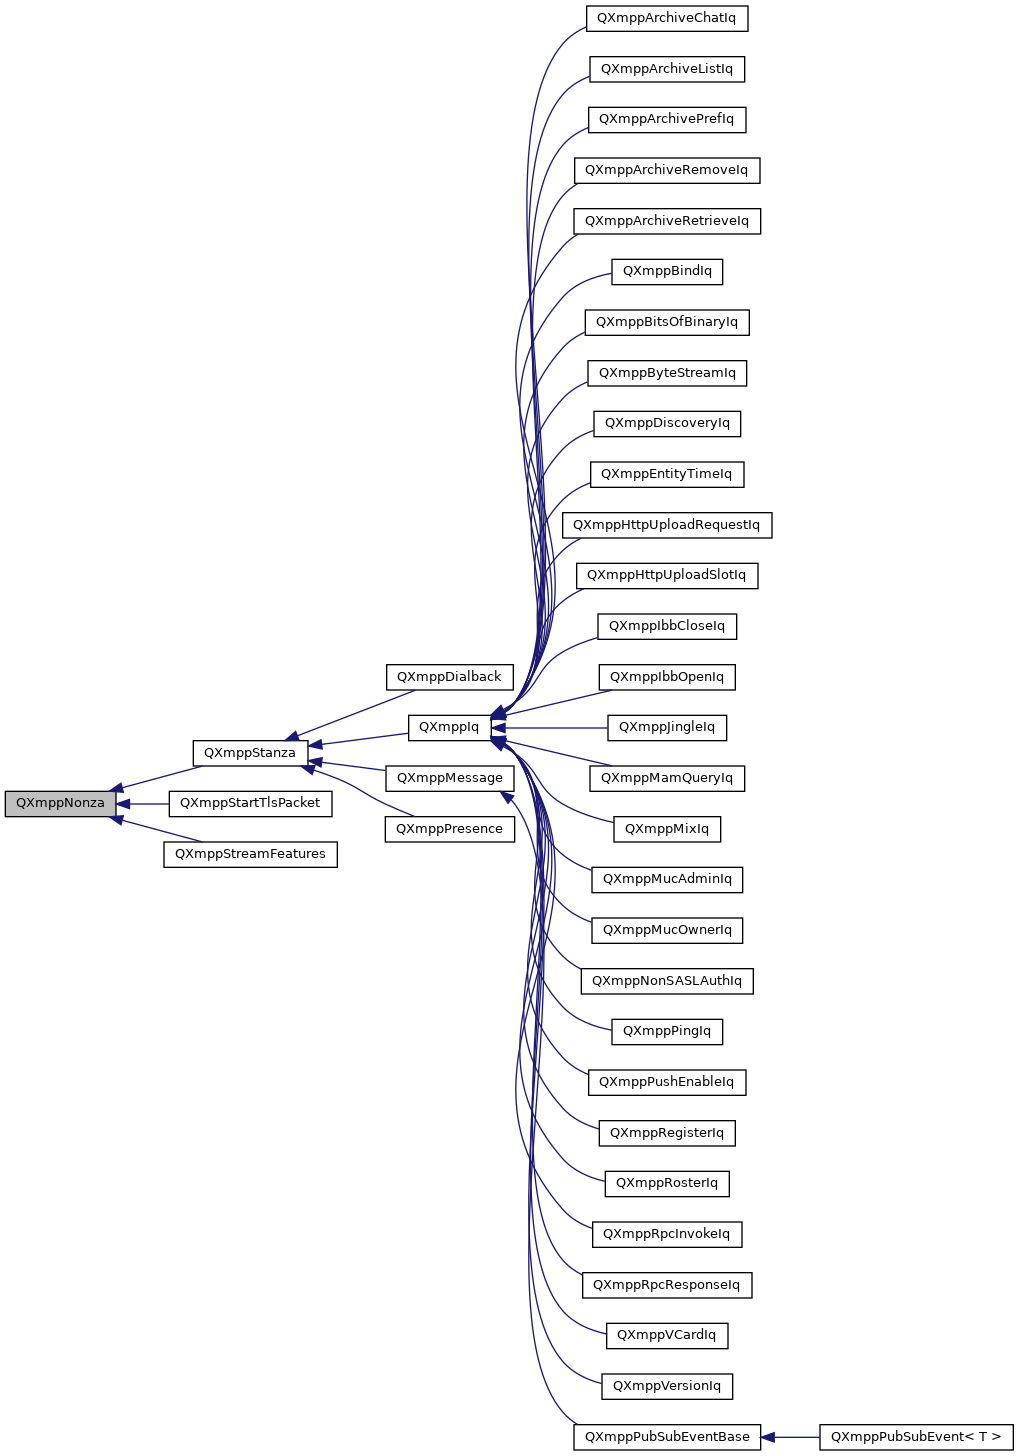 QXmppArchiveChatIq
QXmppArchiveListIq
QXmppArchivePrefIq
QXmppArchiveRemoveIq
QXmppArchiveRetrieveIq
QXmppBindIq
QXmppBitsOfBinaryIq
QXmppByteStreamIq
QXmppDiscoveryIq
QXmppEntityTimeIq
QXmppHttpUploadRequestIq
QXmppHttpUploadSlotIq
QXmppIbbCloseIq
QXmppDialback
QXmppIbbOpenIq
QXmppIq
QXmppJingleIq
QXmppStanza
QXmppMessage
QXmppMamQueryIq
QXmppNonza
QXmppStartTlsPacket
QXmppPresence
QXmppMixIq
QXmppStreamFeatures
QXmppMucAdminIq
QXmppMucOwnerIq
QXmppNonSASLAuthIq
QXmppPingIq
QXmppPushEnableIq
QXmppRegisterIq
QXmppRosterIq
QXmppRpcInvokeIq
QXmppRpcResponseIq
QXmppVCardIq
QXmppVersionIq
QXmppPubSubEventBase
QXmppPubSubEvent< T >